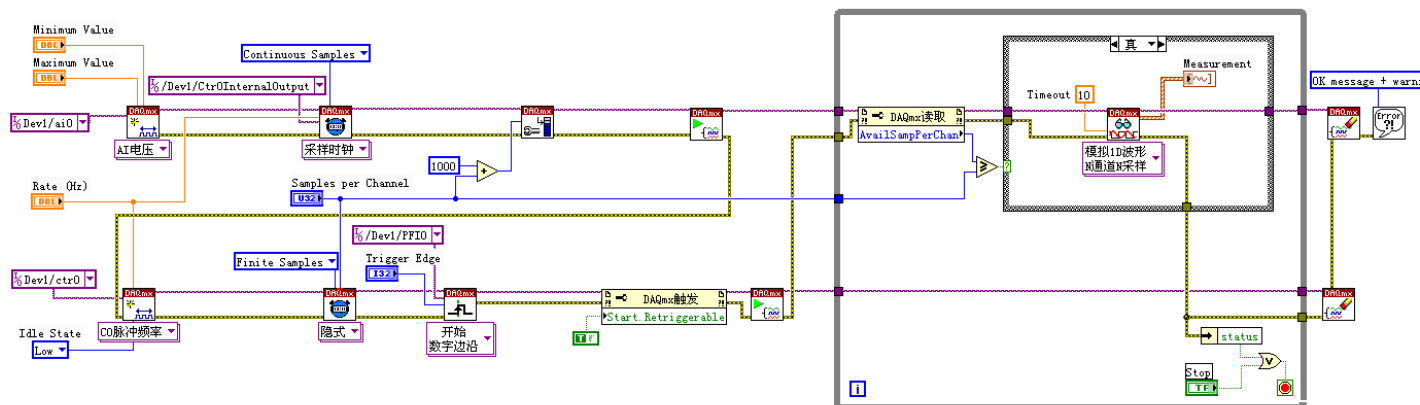 Minimum Value
DBL
Maximum Value
DBL
Continuous Samples
/Dev1/Ctr0InternalOutput
Dev1/ai0
DAQmx
AI电压
DAQmx
采样时钟
DAQmx
DAQmx
1000
+
Rate (Hz)
DBL
Samples per Channel
U32
/Dev1/PFI0
Finite Samples
Trigger Edge
I32
Dev1/ctr0
DAQmx
CO脉冲频率
Idle State
Low
DAQmx
隐式
DAQmx
开始
数字边沿
DAQmx触发
Start.Retriggerable
T
DAQmx
DAQmx读取
AvailSampPerChan
≥
?
真
Timeout
10
DAQmx
模拟1D波形
N通道N采样
Measurement
status
Stop
TF
V
i
DAQmx
DAQmx
OK message + warni
Error
?!